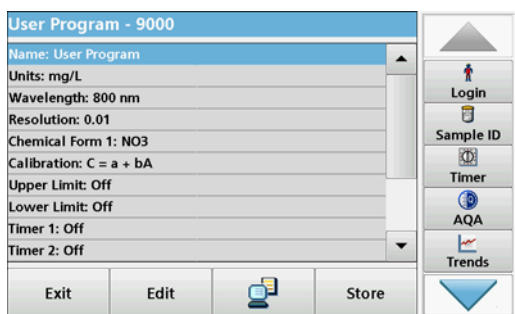 User Program - 9000
Name: User Program
Units: mg/L
Wavelength: 800 nm
Resolution: 0.01
Chemical Form 1: NO3
Calibration: C = a + bA
Upper Limit: Off
Lower Limit: Off
Timer 1: Off
Timer 2: Off
Exit
Edit
Store
Login
Sample ID
Timer
AQA
Trends